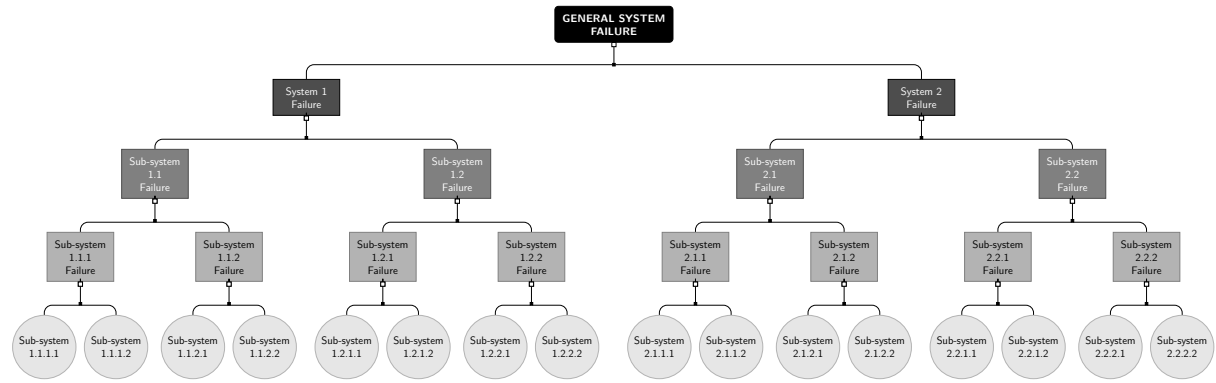 GENERAL SYSTEM
FAILURE
System 1
Failure
System 2
Failure
Sub-system
1.1
Failure
Sub-system
1.2
Failure
Sub-system
2.1
Failure
Sub-system
2.2
Failure
Sub-system
1.1.1
Failure
Sub-system
1.1.2
Failure
Sub-system
1.2.1
Failure
Sub-system
1.2.2
Failure
Sub-system
2.1.1
Failure
Sub-system
2.1.2
Failure
Sub-system
2.2.1
Failure
Sub-system
2.2.2
Failure
Sub-system
1.1.1.1
Sub-system
1.1.1.2
Sub-system
1.1.2.1
Sub-system
1.1.2.2
Sub-system
1.2.1.1
Sub-system
1.2.1.2
Sub-system
1.2.2.1
Sub-system
1.2.2.2
Sub-system
2.1.1.1
Sub-system
2.1.1.2
Sub-system
2.1.2.1
Sub-system
2.1.2.2
Sub-system
2.2.1.1
Sub-system
2.2.1.2
Sub-system
2.2.2.1
Sub-system
2.2.2.2